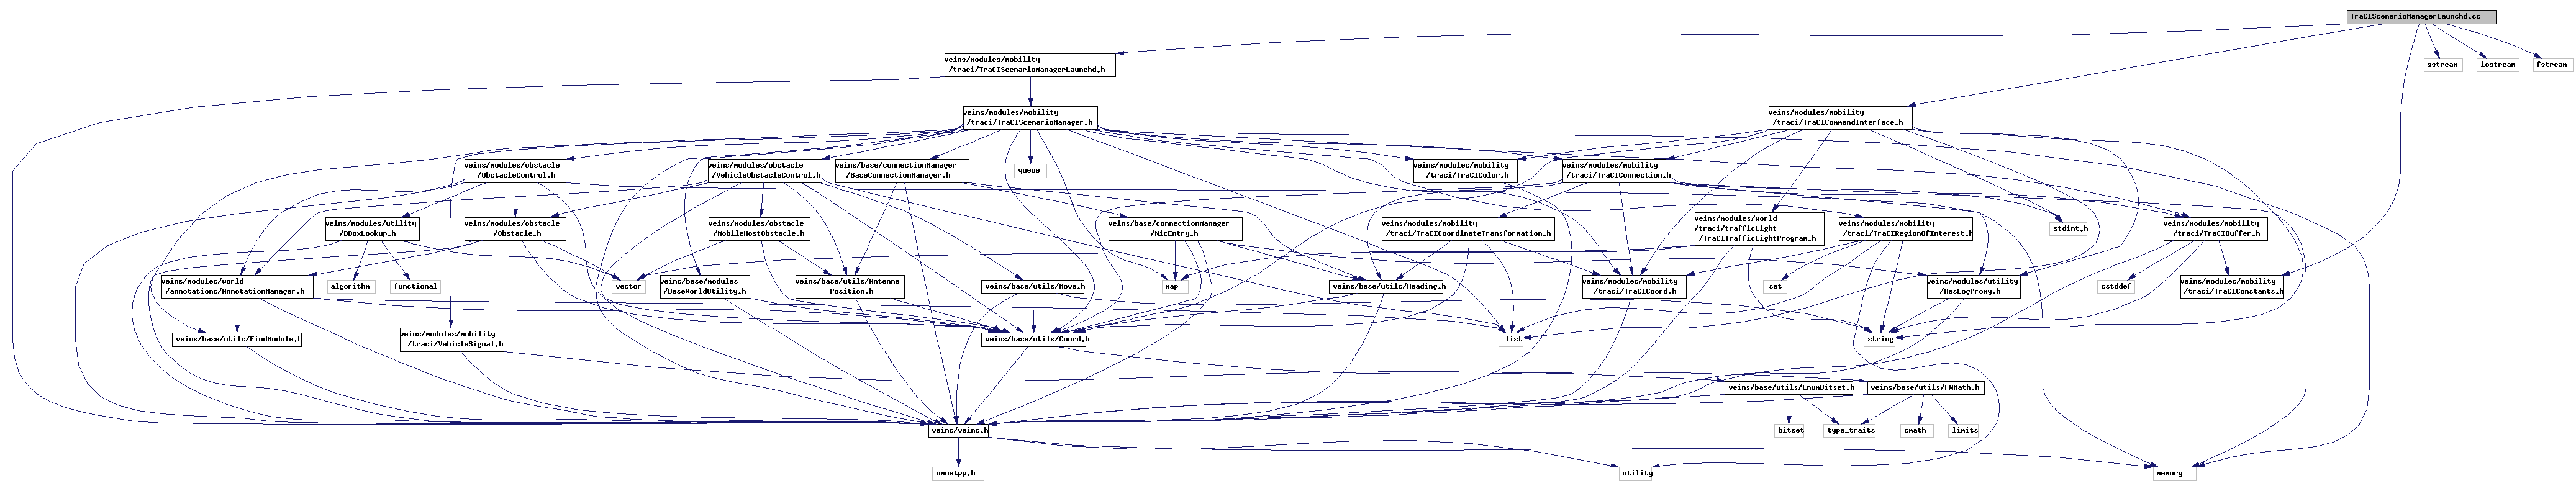 TraCIScenarioManagerLaunchd.cc
veins/modules/mobility
/traci/TraCIScenarioManagerLaunchd.h
sstream
iostream
fstream
veins/modules/mobility
/traci/TraCIScenarioManager.h
veins/modules/mobility
/traci/TraCICommandInterface.h
veins/modules/obstacle
/ObstacleControl.h
veins/modules/obstacle
/VehicleObstacleControl.h
veins/base/connectionManager
/BaseConnectionManager.h
queue
veins/modules/mobility
/traci/TraCIColor.h
veins/modules/mobility
/traci/TraCIConnection.h
veins/modules/utility
/BBoxLookup.h
veins/modules/obstacle
/Obstacle.h
veins/modules/obstacle
/MobileHostObstacle.h
veins/base/connectionManager
/NicEntry.h
veins/modules/mobility
/traci/TraCICoordinateTransformation.h
veins/modules/world
/traci/trafficLight
/TraCITrafficLightProgram.h
veins/modules/mobility
/traci/TraCIRegionOfInterest.h
stdint.h
veins/modules/mobility
/traci/TraCIBuffer.h
veins/modules/world
/annotations/AnnotationManager.h
algorithm
functional
vector
veins/base/modules
/BaseWorldUtility.h
veins/base/utils/Antenna
Position.h
veins/base/utils/Move.h
map
veins/base/utils/Heading.h
veins/modules/mobility
/traci/TraCICoord.h
set
veins/modules/utility
/HasLogProxy.h
cstddef
veins/modules/mobility
/traci/TraCIConstants.h
veins/base/utils/FindModule.h
veins/modules/mobility
/traci/VehicleSignal.h
veins/base/utils/Coord.h
list
string
veins/base/utils/EnumBitset.h
veins/base/utils/FWMath.h
veins/veins.h
bitset
type_traits
cmath
limits
omnetpp.h
utility
memory